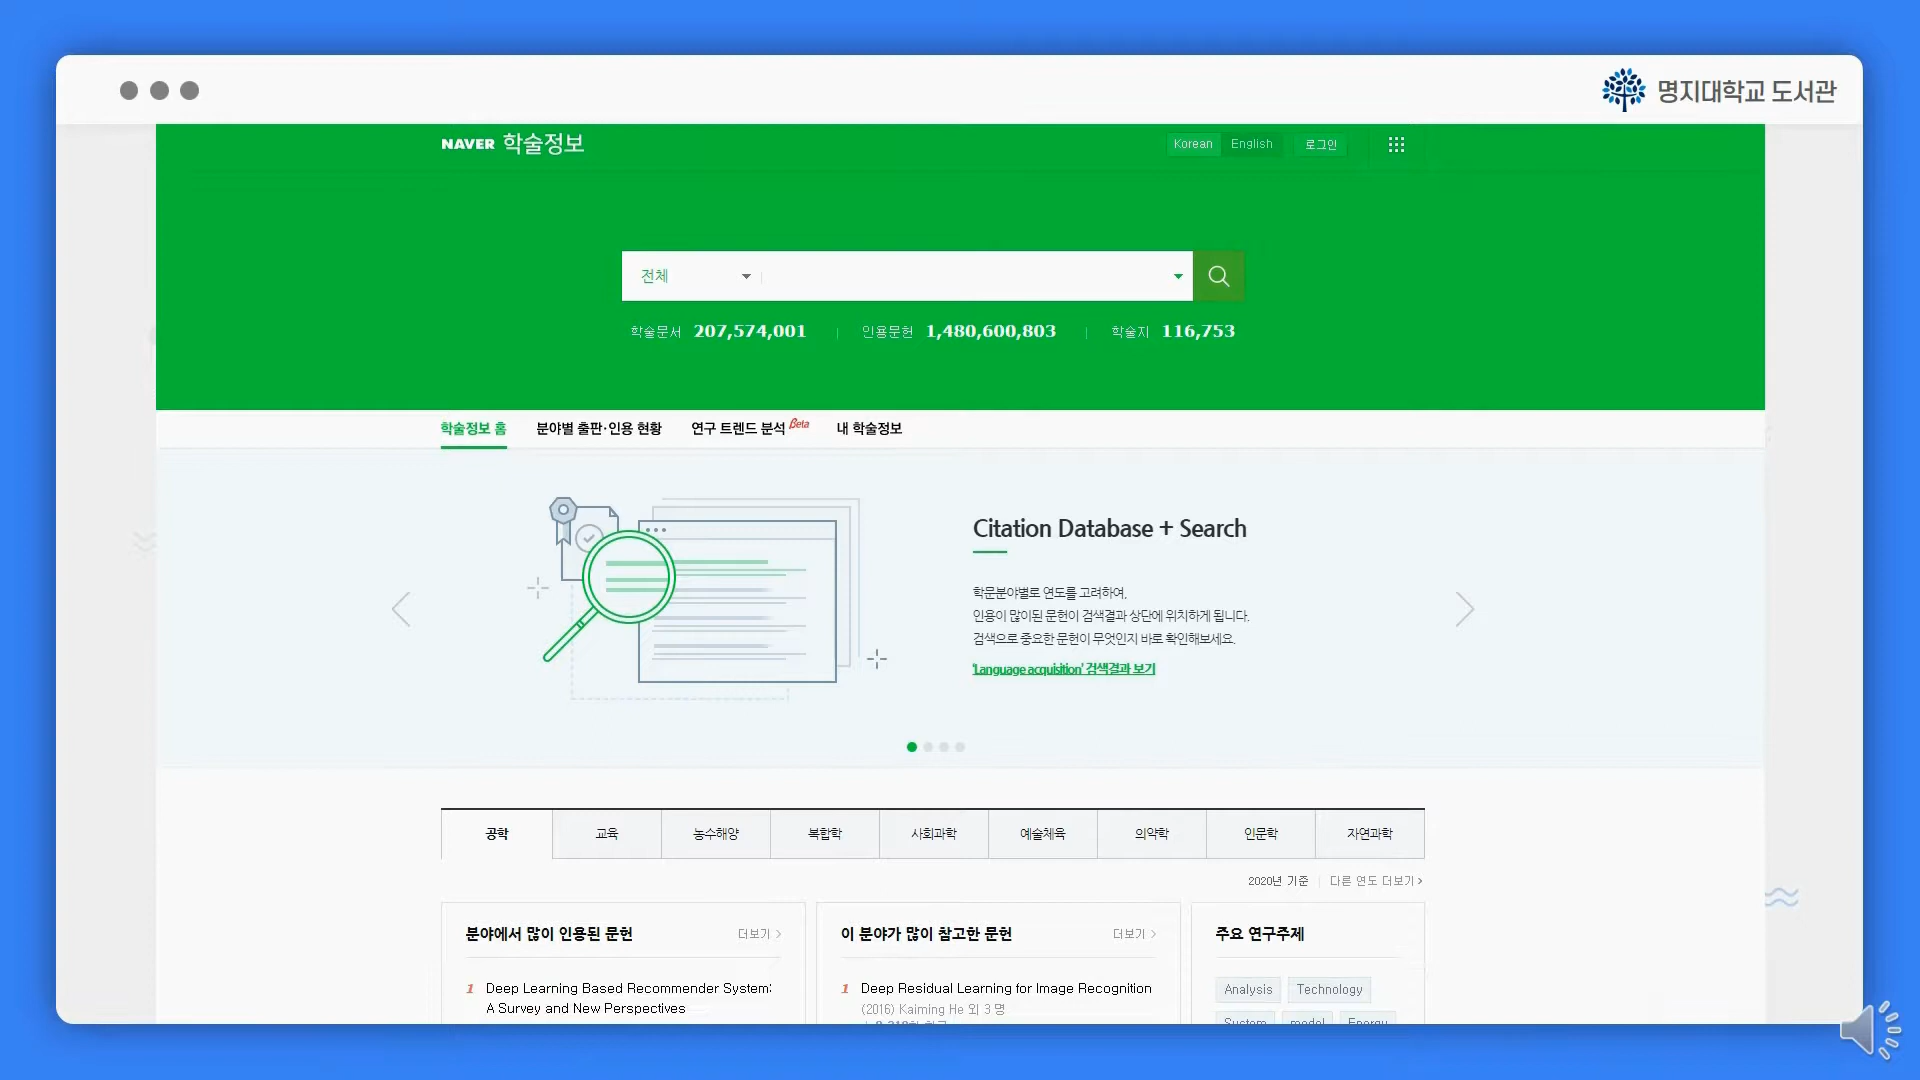 명지대학교 도서관
NAVER 학술정보
Korean English 로그인
전체
학술문서 207,574,001 인용문헌 1,480,600,803 학술지 116,753
학술정보 홈 분야별 출판·인용 현황 연구 트렌드 분석 Beta 내 학술정보
Citation Database + Search
학문분야별로 연도를 고려하여,
인용이 많이된 문헌이 검색결과 상단에 위치하게 됩니다.
검색으로 중요한 문헌이 무엇인지 바로 확인해보세요.
'Language acquisition' 검색결과 보기
공학 교육 농수해양 복합학 사회과학 예술체육 의약학 인문학 자연과학
2020년 기준 다른 연도 더보기
분야에서 많이 인용된 문헌 더보기
1 Deep Learning Based Recommender System:
A Survey and New Perspectives
이 분야가 많이 참고한 문헌 더보기
1 Deep Residual Learning for Image Recognition
(2016) Kaiming He 외 3 명
주요 연구주제
Analysis Technology
System model Energy